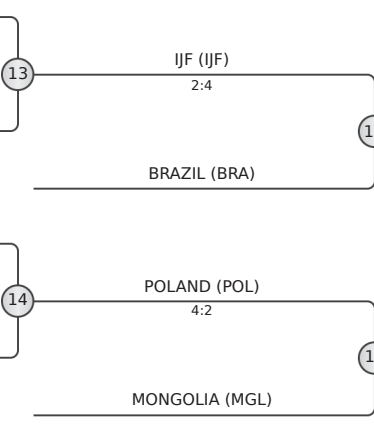 IJF (IJF)
13
2:4
BRAZIL (BRA)
POLAND (POL)
14
4:2
MONGOLIA (MGL)